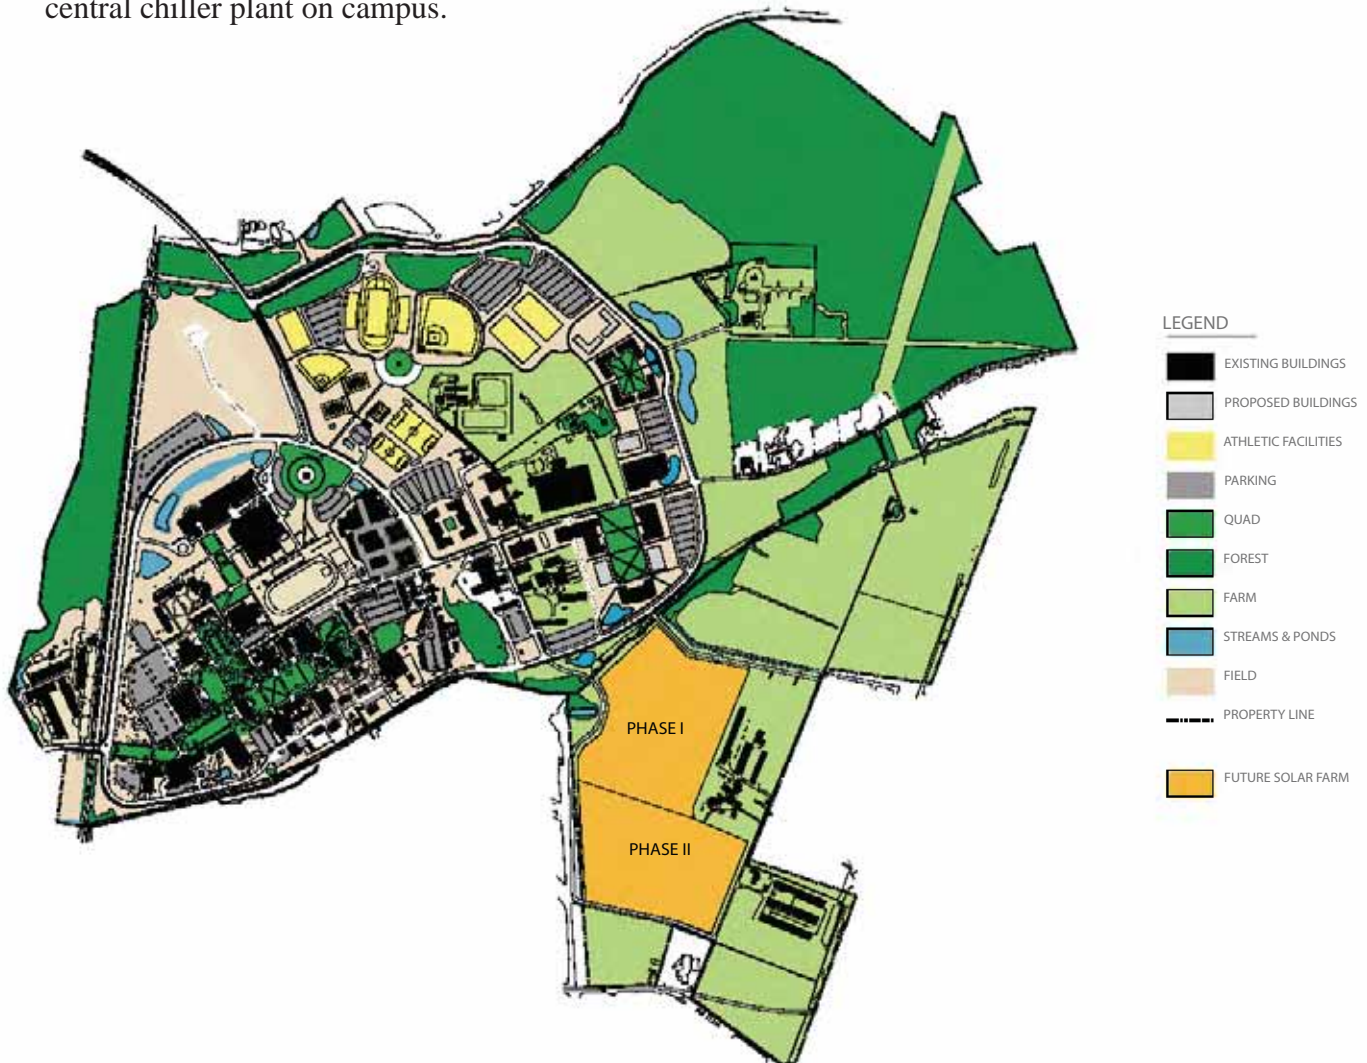 central chiller plant on campus.
LEGEND
EXISTING BUILDINGS
PROPOSED BUILDINGS
ATHLETIC FACILITIES
PARKING
QUAD
FOREST
FARM
STREAMS & PONDS
FIELD
PROPERTY LINE
FUTURE SOLAR FARM
PHASE I
PHASE II